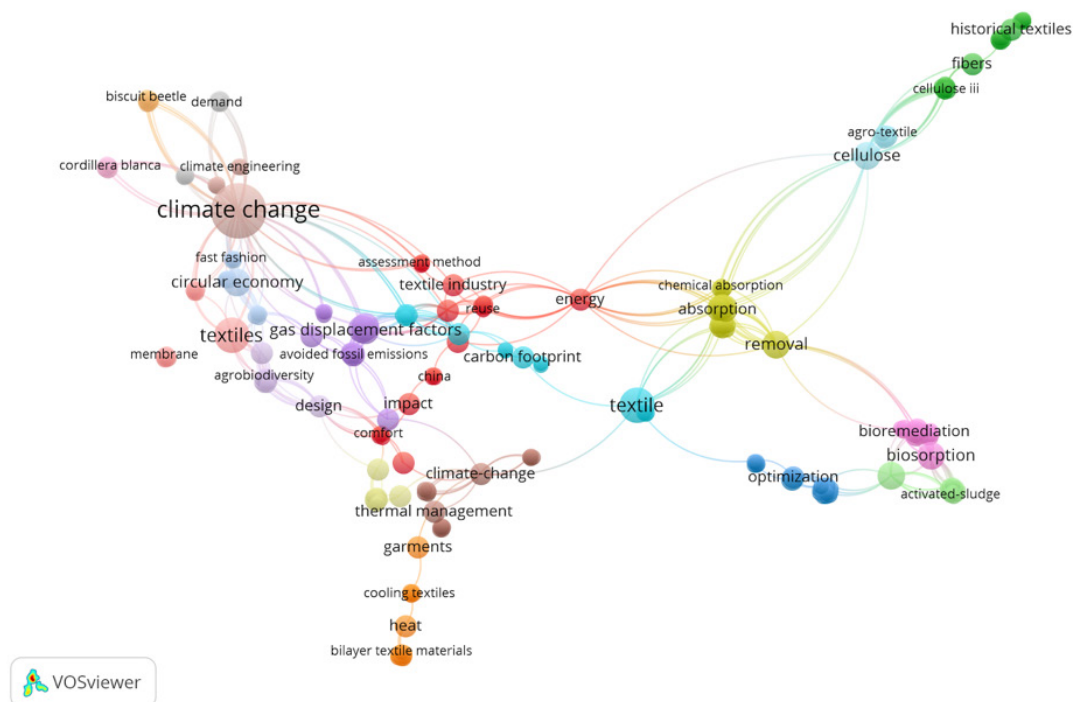 historical textiles
fibers
cellulose iii
biscuit beetle
demand
agro-textile
cellulose
cordillera blanca
climate engineering
climate change
fast fashion
assessment method
circular economy
textile industry
chemical absorption
energy
reuse
absorption
textiles
gas displacement factors
removal
membrane
avoided fossil emissions
carbon footprint
agrobiodiversity
china
design
impact
textile
comfort
bioremediation
biosorption
climate-change
optimization
activated-sludge
thermal management
garments
cooling textiles
heat
bilayer textile materials
VOSviewer